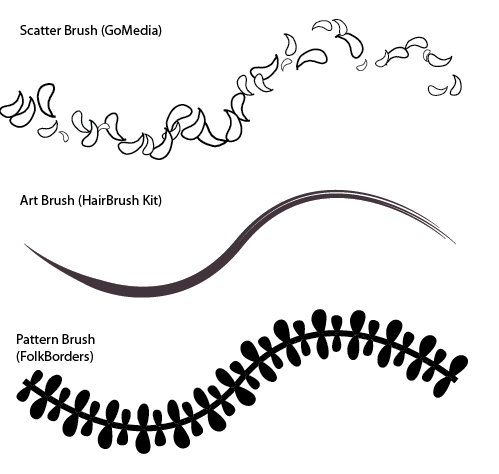 Scatter Brush (GoMedia)
Art Brush (HairBrush Kit)
Pattern Brush
(FolkBorders)